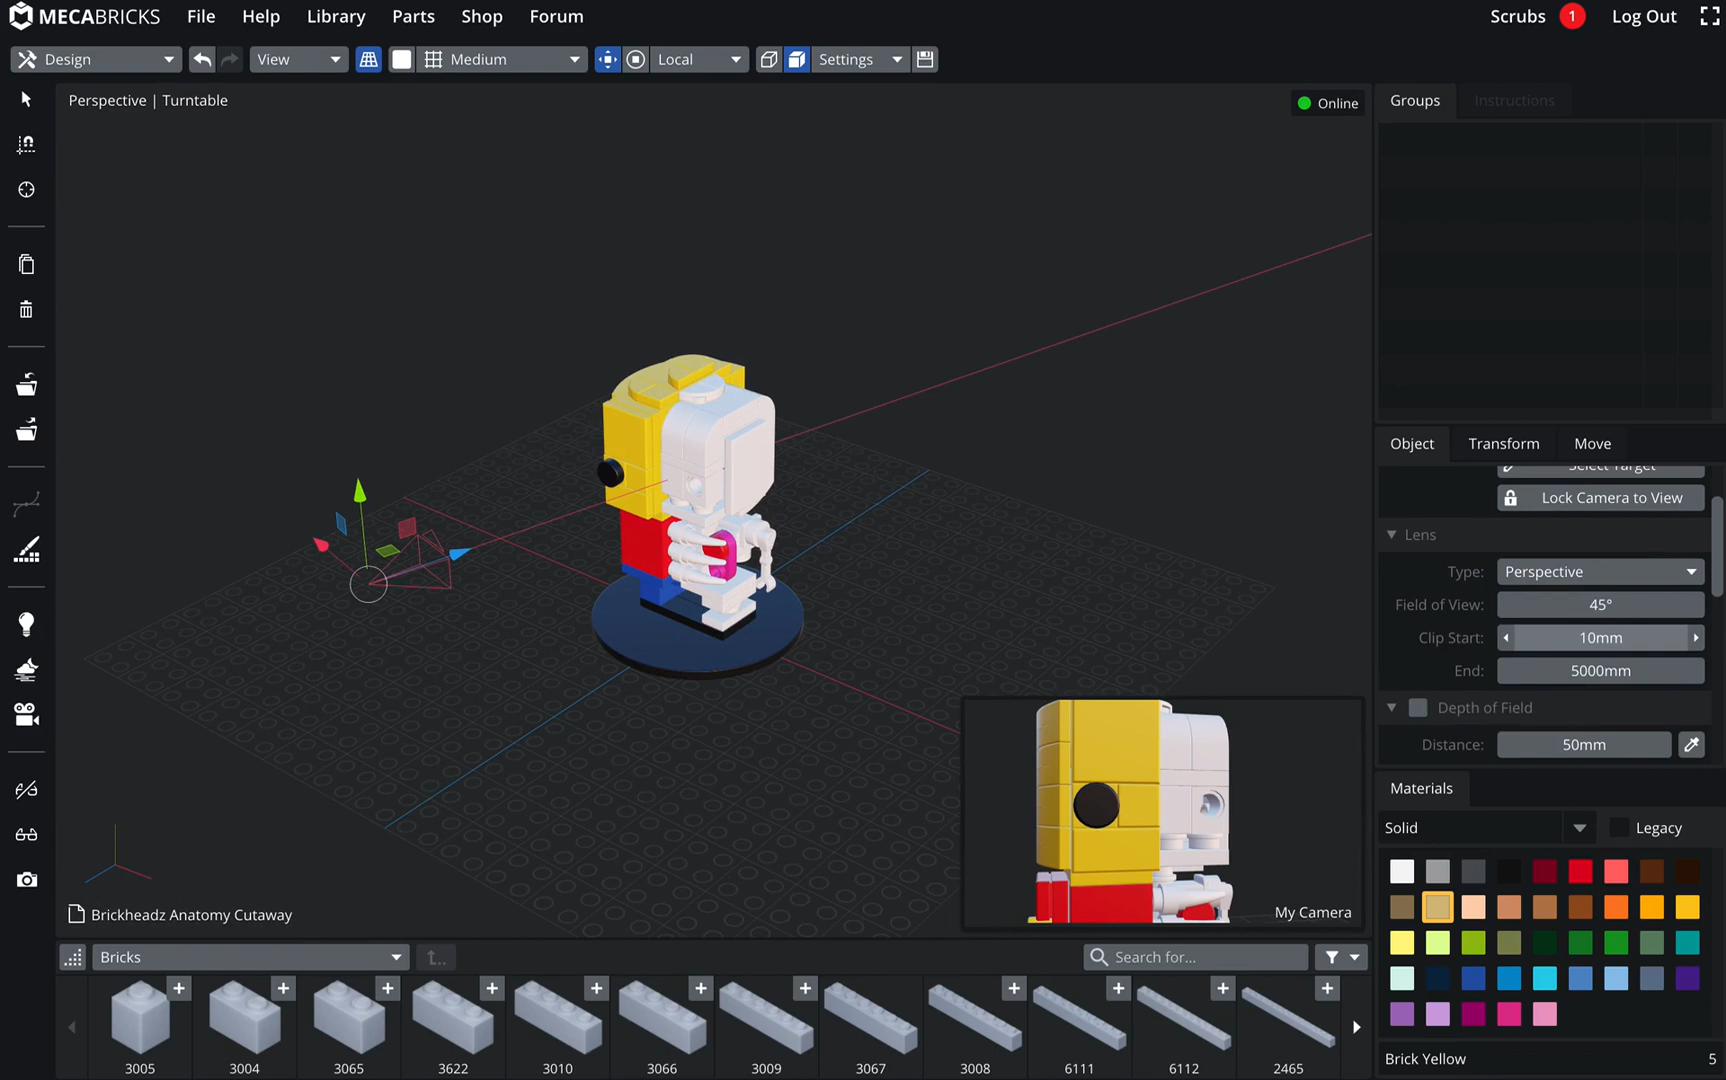 MECABRICKS File Help Library Parts Shop Forum Scrubs 1 Log Out
Design View Medium Local Settings
Perspective | Turntable
Online
Groups Instructions
Object Transform Move
Select Target
Lock Camera to View
Lens
Type: Perspective
Field of View: 45°
Clip Start: 10mm
End: 5000mm
Depth of Field
Distance: 50mm
Materials
Solid Legacy
Brick Yellow 5
My Camera
Brickheadz Anatomy Cutaway
Bricks Search for...
3005 3004 3065 3622 3010 3066 3009 3067 3008 6111 6112 2465